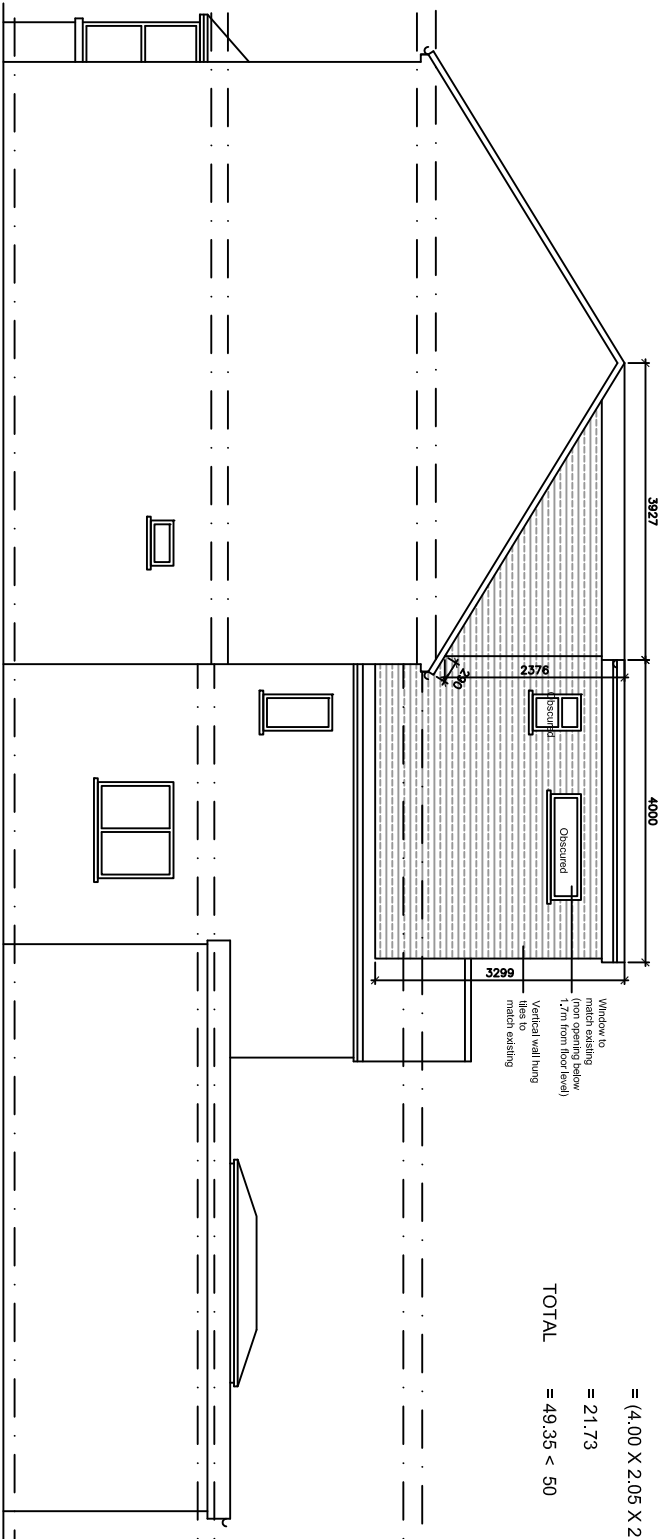 3927
4000
2376
290
Obscured
Obscured
3299
Window to
match existing
(non opening below
1.7m from floor level)
Vertical wall hung
tiles to
match existing
= (4.00 X 2.05 X 2
= 21.73
TOTAL = 49.35 < 50